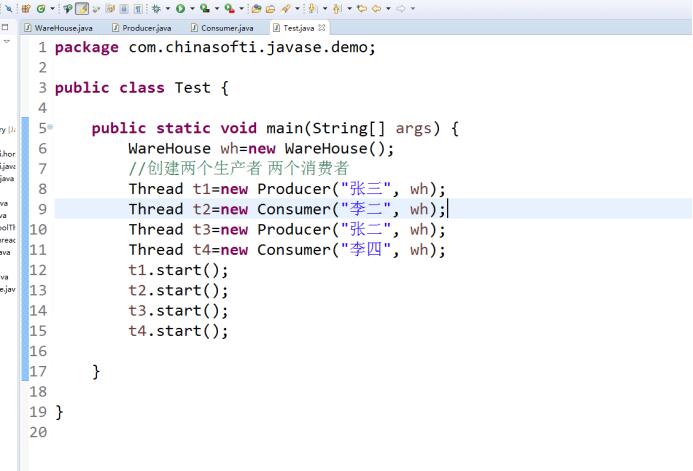 WareHouse.java Producer.java Consumer.java Test.java
1 package com.chinasofti.javase.demo;
2
3 public class Test {
4
5 public static void main(String[] args) {
6 WareHouse wh=new WareHouse();
7 //创建两个生产者 两个消费者
8 Thread t1=new Producer("张三", wh);
9 Thread t2=new Consumer("李二", wh);
10 Thread t3=new Producer("张二", wh);
11 Thread t4=new Consumer("李四", wh);
12 t1.start();
13 t2.start();
14 t3.start();
15 t4.start();
16
17 }
18
19 }
20